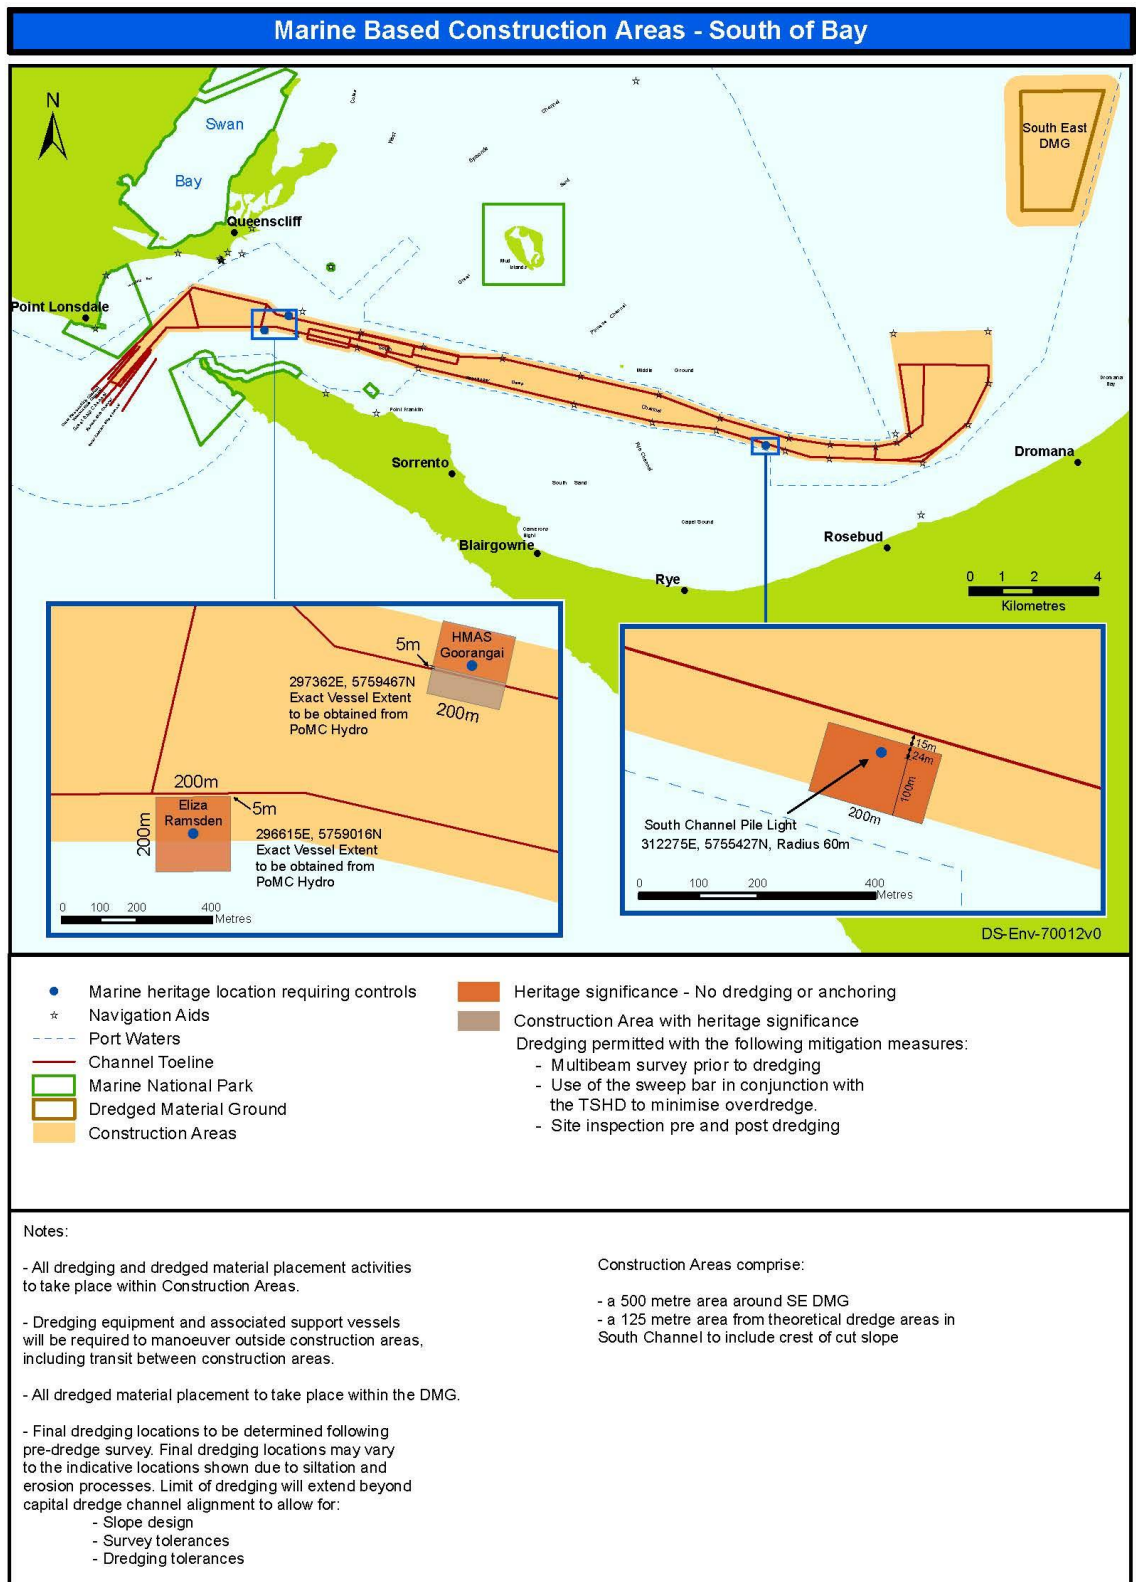 Marine Based Construction Areas - South of Bay
N
Swan
Bay
South East
DMG
Queenscliff
Mud
Islands
Point Lonsdale
Middle Ground
Dromana
Bay
Point Franklin
Channel
Sorrento
South Sand
Capel Sound
Dromana
Blairgowrie
Rosebud
Rye
0 1 2 4
Kilometres
HMAS
Goorangai
5m
297362E, 5759467N
Exact Vessel Extent
to be obtained from
PoMC Hydro
200m
200m
200m
Eliza
Ramsden
5m
296615E, 5759016N
Exact Vessel Extent
to be obtained from
PoMC Hydro
0 100 200 400
Metres
15m
24m
100m
200m
South Channel Pile Light
312275E, 5755427N, Radius 60m
0 100 200 400
Metres
DS-Env-70012v0
Marine heritage location requiring controls
Navigation Aids
Port Waters
Channel Toeline
Marine National Park
Dredged Material Ground
Construction Areas
Heritage significance - No dredging or anchoring
Construction Area with heritage significance
Dredging permitted with the following mitigation measures:
- Multibeam survey prior to dredging
- Use of the sweep bar in conjunction with
the TSHD to minimise overdredge.
- Site inspection pre and post dredging
Notes:
- All dredging and dredged material placement activities
to take place within Construction Areas.
- Dredging equipment and associated support vessels
will be required to manoeuver outside construction areas,
including transit between construction areas.
- All dredged material placement to take place within the DMG.
- Final dredging locations to be determined following
pre-dredge survey. Final dredging locations may vary
to the indicative locations shown due to siltation and
erosion processes. Limit of dredging will extend beyond
capital dredge channel alignment to allow for:
- Slope design
- Survey tolerances
- Dredging tolerances
Construction Areas comprise:
- a 500 metre area around SE DMG
- a 125 metre area from theoretical dredge areas in
South Channel to include crest of cut slope